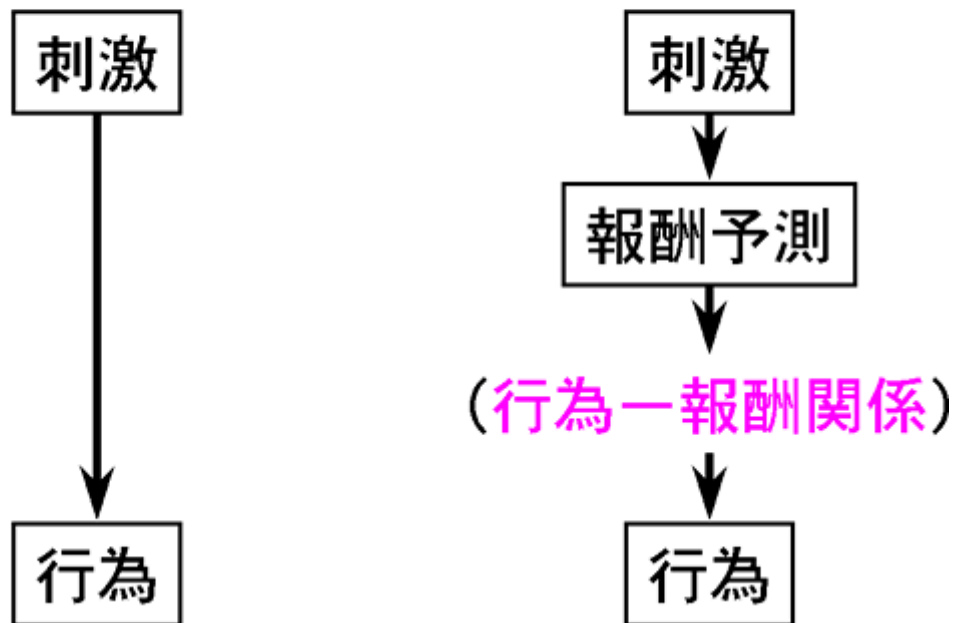 刺激
行為
刺激
報酬予測
（行為ー報酬関係）
行為